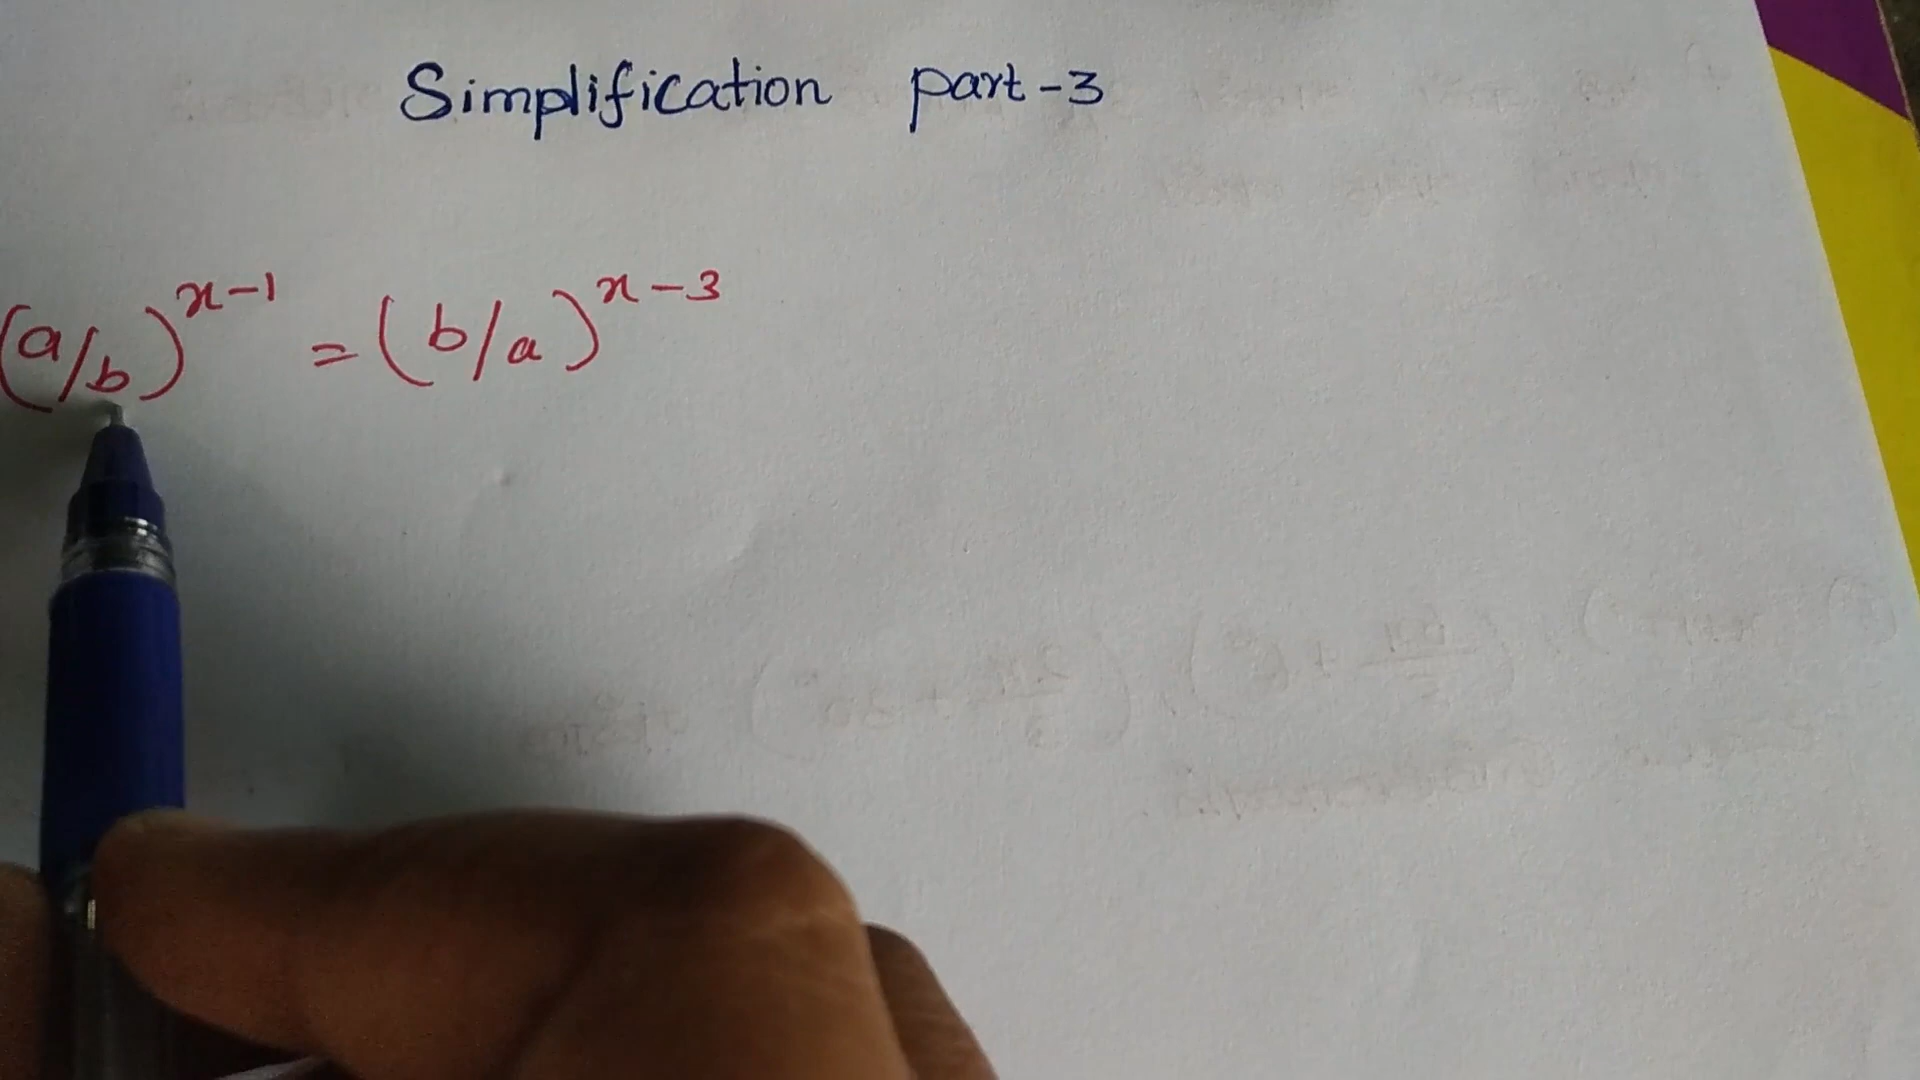 Simplification part-3
(a/b)^x-1 = (b/a)^x-3